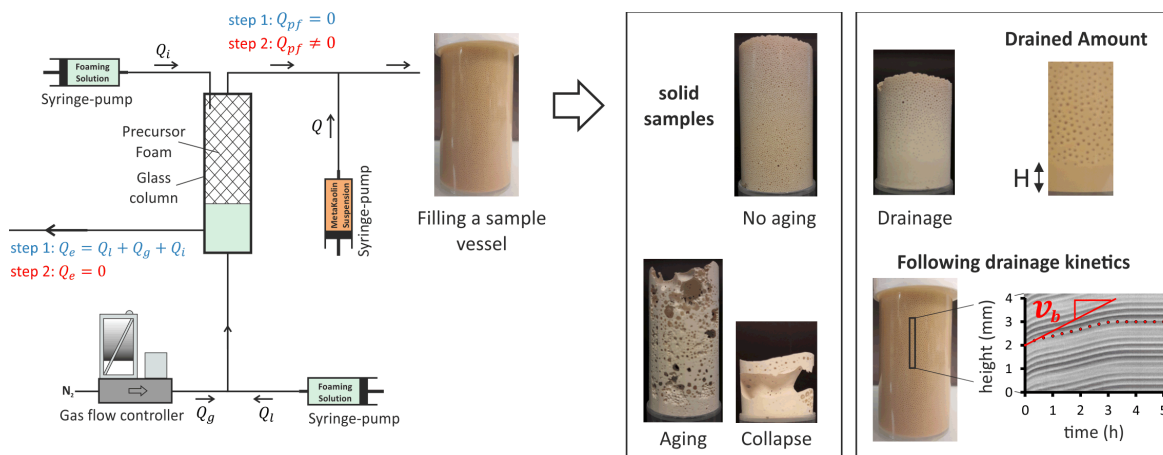 step 1: Q_pf = 0
step 2: Q_pf ≠ 0
Q_i
Foaming
Solution
Syringe-pump
Precursor
Foam
Glass
column
Q
MetaKaolin
Suspension
Syringe-pump
step 1: Q_e = Q_l + Q_g + Q_i
step 2: Q_e = 0
N₂
Gas flow controller
Q_g
Q_l
Foaming
Solution
Syringe-pump
Filling a sample
vessel
solid
samples
No aging
Aging
Collapse
Drainage
Drained Amount
H
Following drainage kinetics
v_b
height (mm)
4
3
2
1
0
0
1
2
3
4
5
time (h)